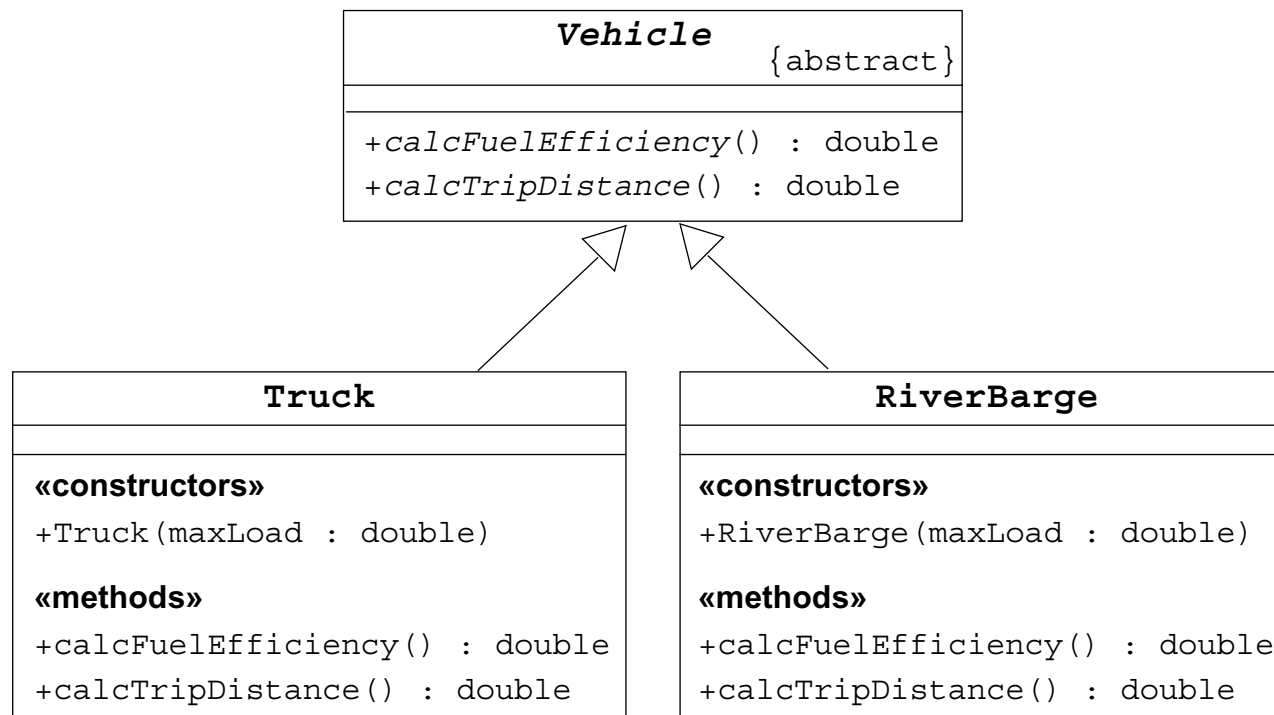 Vehicle
{abstract}
+calcFuelEfficiency() : double
+calcTripDistance() : double
Truck
«constructors»
+Truck(maxLoad : double)
«methods»
+calcFuelEfficiency() : double
+calcTripDistance() : double
RiverBarge
«constructors»
+RiverBarge(maxLoad : double)
«methods»
+calcFuelEfficiency() : double
+calcTripDistance() : double